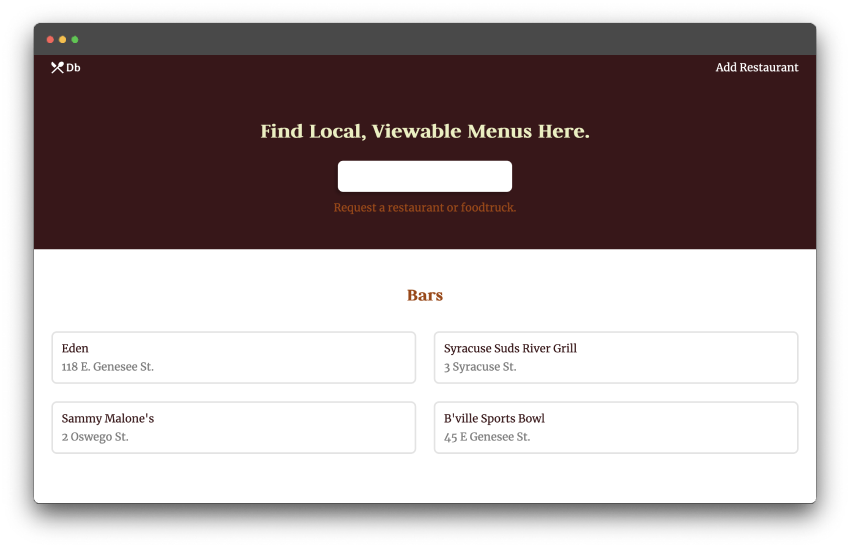 Db
Add Restaurant
Find Local, Viewable Menus Here.
Request a restaurant or foodtruck.
Bars
Eden
118 E. Genesee St.
Syracuse Suds River Grill
3 Syracuse St.
Sammy Malone's
2 Oswego St.
B'ville Sports Bowl
45 E Genesee St.